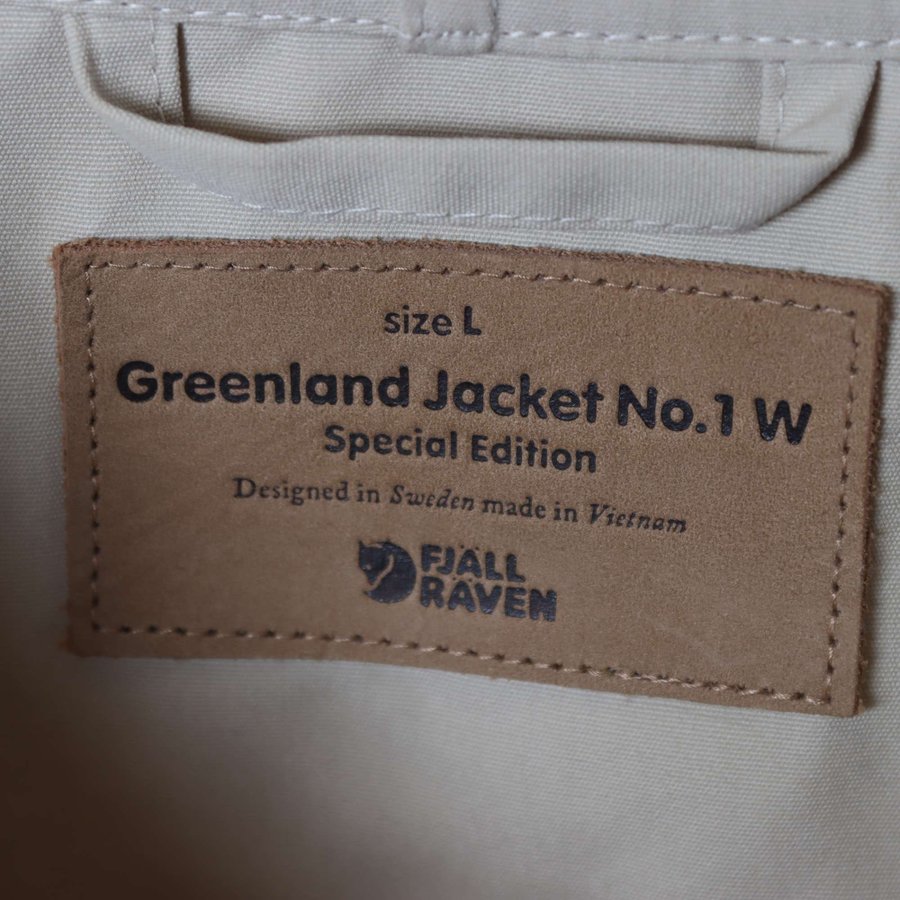 size L
Greenland Jacket No.1 W
Special Edition
Designed in Sweden made in Vietnam
FJÄLL
RÄVEN